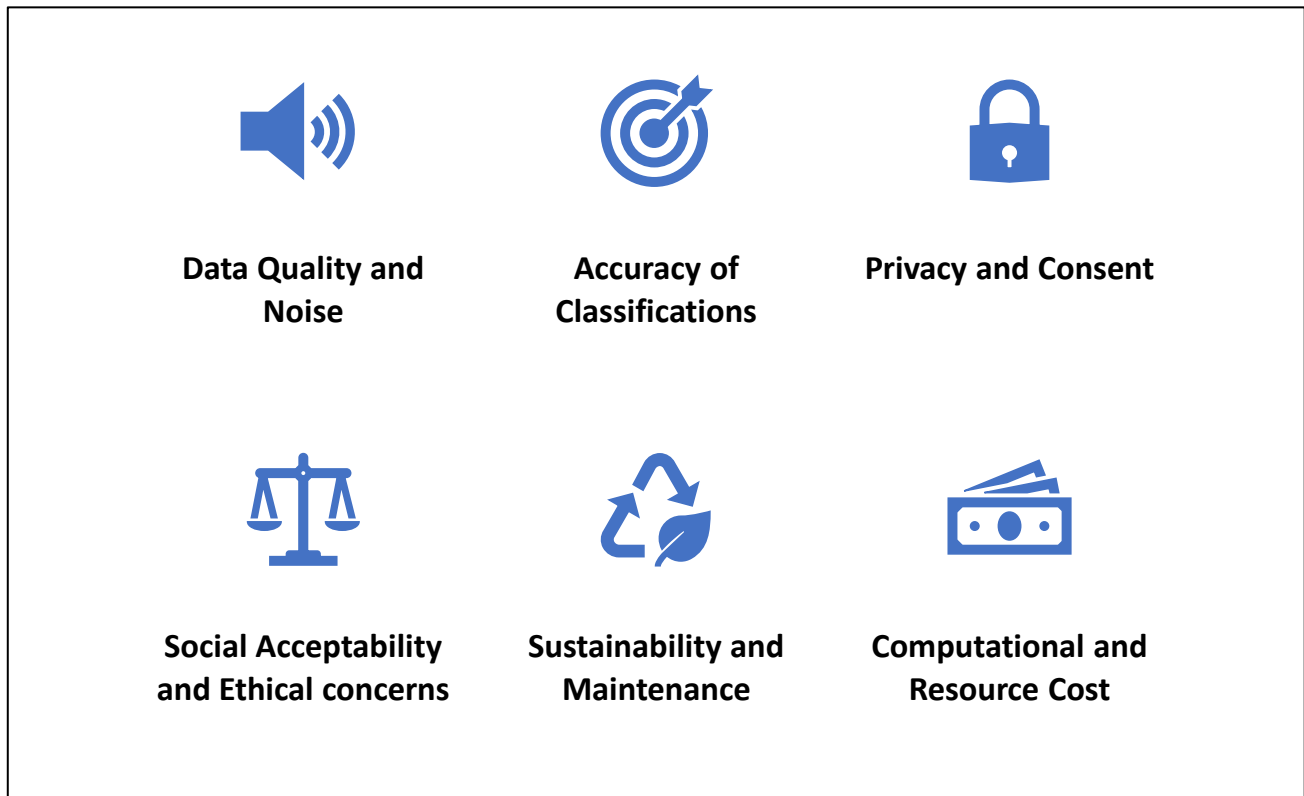 Data Quality and
Noise
Accuracy of
Classifications
Privacy and Consent
Social Acceptability
and Ethical concerns
Sustainability and
Maintenance
Computational and
Resource Cost